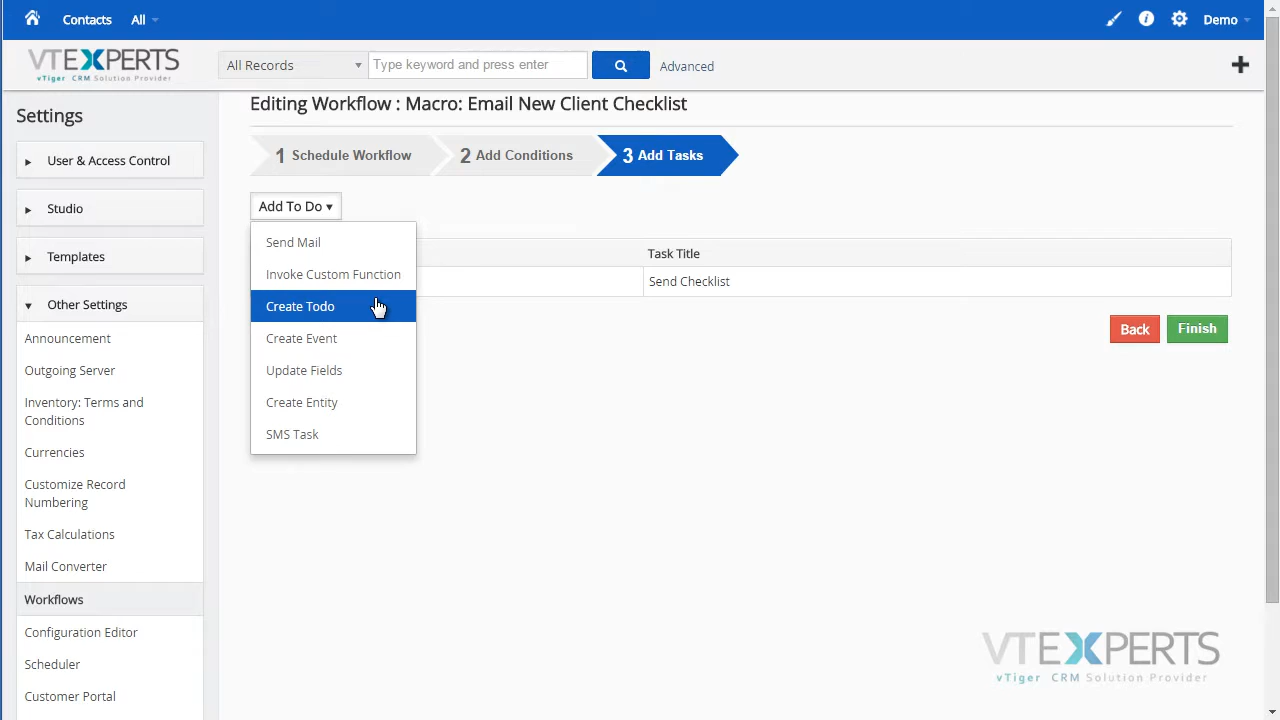 Contacts All Demo
VTEXPERTS
vTiger CRM Solution Provider
All Records Type keyword and press enter Advanced
Settings
User & Access Control
Studio
Templates
Other Settings
Announcement
Outgoing Server
Inventory: Terms and
Conditions
Currencies
Customize Record
Numbering
Tax Calculations
Mail Converter
Workflows
Configuration Editor
Scheduler
Customer Portal
Editing Workflow : Macro: Email New Client Checklist
1 Schedule Workflow 2 Add Conditions 3 Add Tasks
Add To Do
Send Mail
Invoke Custom Function
Create Todo
Create Event
Update Fields
Create Entity
SMS Task
Task Title
Send Checklist
Back Finish
VTEXPERTS
vTiger CRM Solution Provider